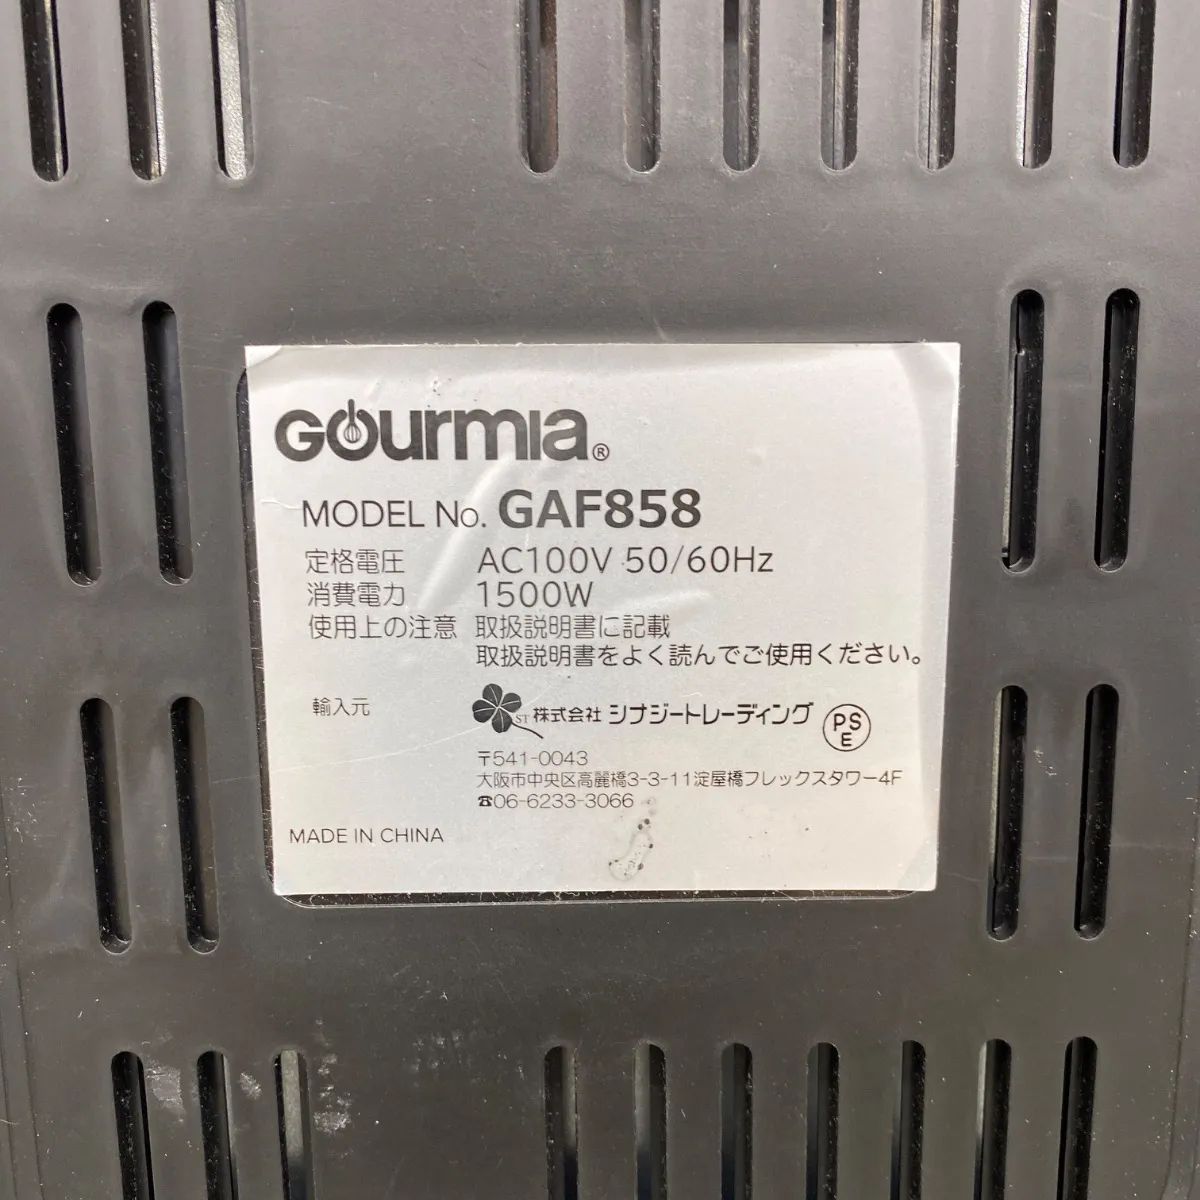 GOURMIA®
MODEL No. GAF858
定格電圧 AC100V 50/60Hz
消費電力 1500W
使用上の注意 取扱説明書に記載
取扱説明書をよく読んでご使用ください。
輸入元 ST 株式会社 シナジートレーディング PSE
〒541-0043
大阪市中央区高麗橋3-3-11淀屋橋フレックスタワー4F
☎06-6233-3066
MADE IN CHINA